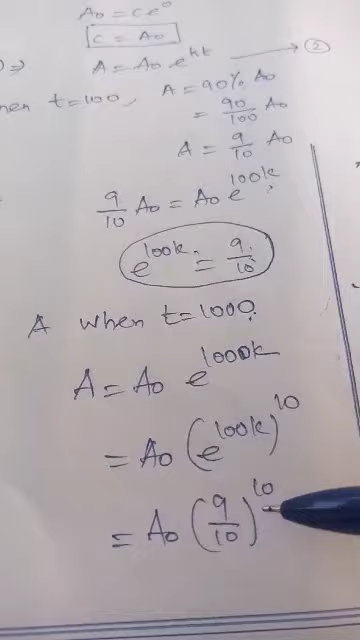 A₀ = c e⁰
c = A₀
⇒ A = A₀ e^{kt} → ②
when t=100, A = 90% A₀
= 90/100 A₀
A = 9/10 A₀
9/10 A₀ = A₀ e^{100k}
e^{100k} = 9/10
A when t=1000
A = A₀ e^{1000k}
= A₀ (e^{100k})^{10}
= A₀ (9/10)^{10}